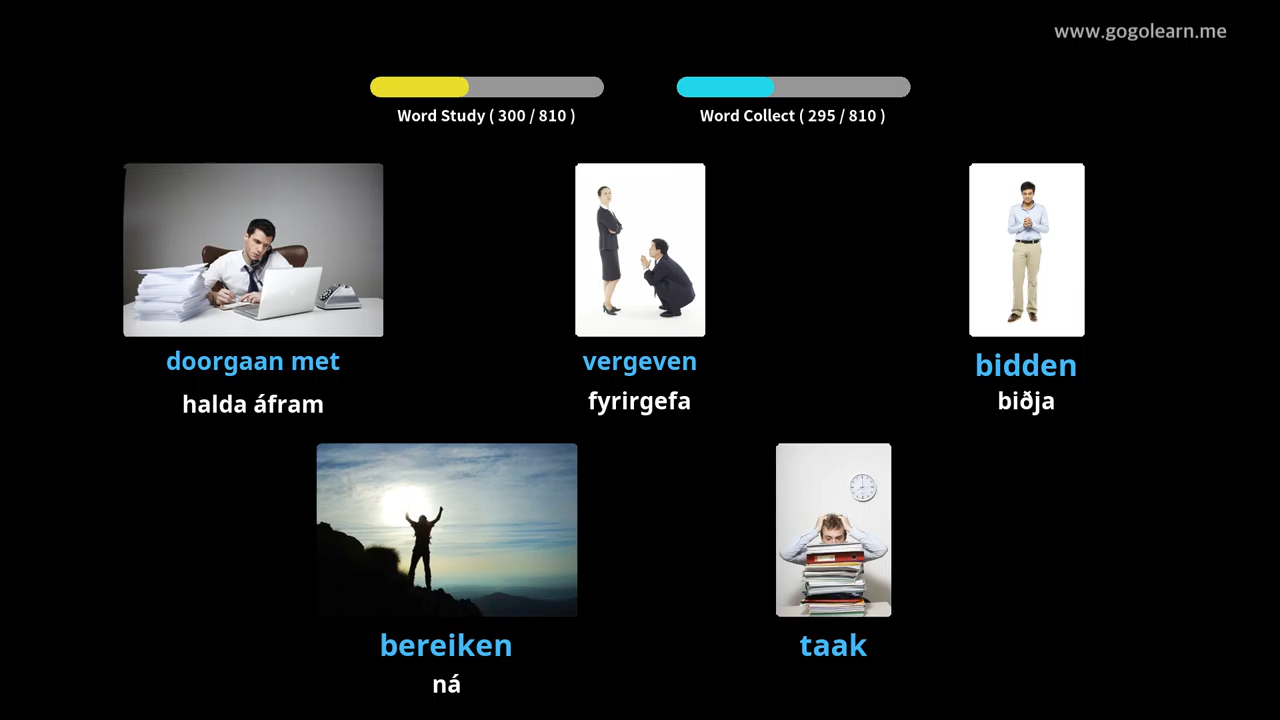 www.gogolearn.me
Word Study ( 300 / 810 )
Word Collect ( 295 / 810 )
doorgaan met
halda áfram
vergeven
fyrirgefa
bidden
biðja
bereiken
ná
taak